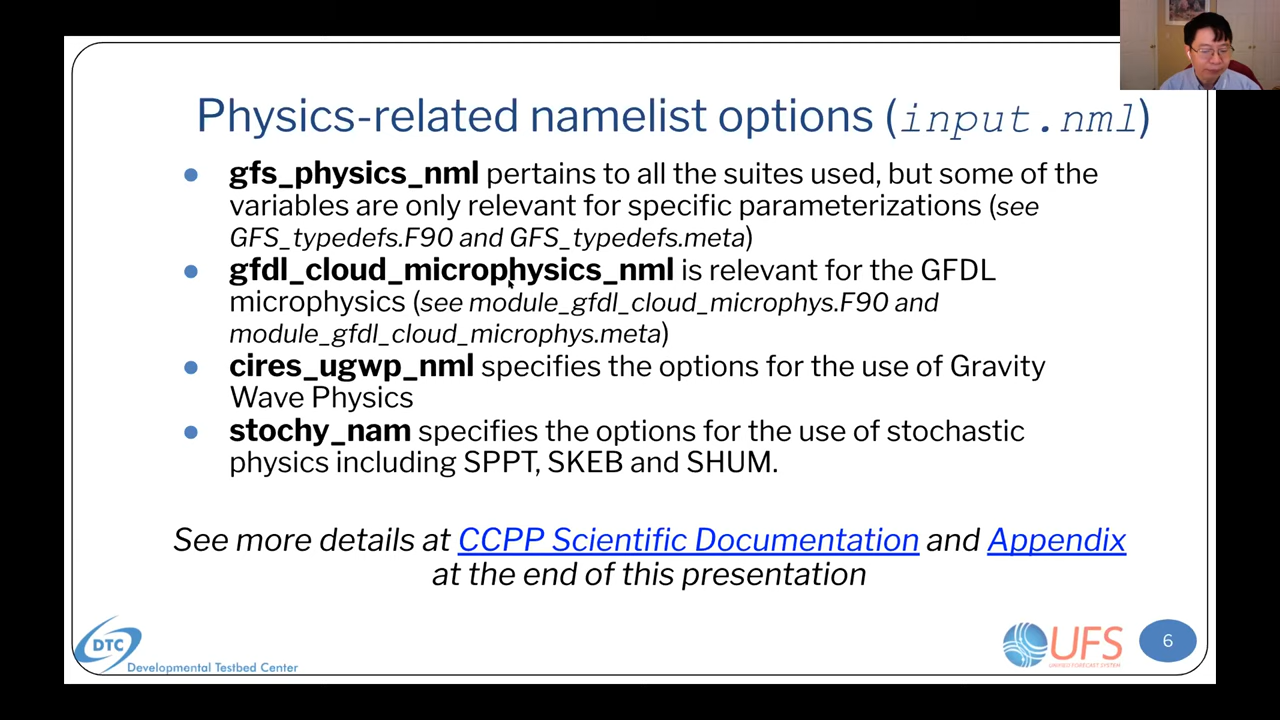 Physics-related namelist options (input.nml)
● gfs_physics_nml pertains to all the suites used, but some of the
variables are only relevant for specific parameterizations (see
GFS_typedefs.F90 and GFS_typedefs.meta)
● gfdl_cloud_microphysics_nml is relevant for the GFDL
microphysics (see module_gfdl_cloud_microphys.F90 and
module_gfdl_cloud_microphys.meta)
● cires_ugwp_nml specifies the options for the use of Gravity
Wave Physics
● stochy_nam specifies the options for the use of stochastic
physics including SPPT, SKEB and SHUM.
See more details at CCPP Scientific Documentation and Appendix
at the end of this presentation
DTC
Developmental Testbed Center
UFS
UNIFIED FORECAST SYSTEM
6